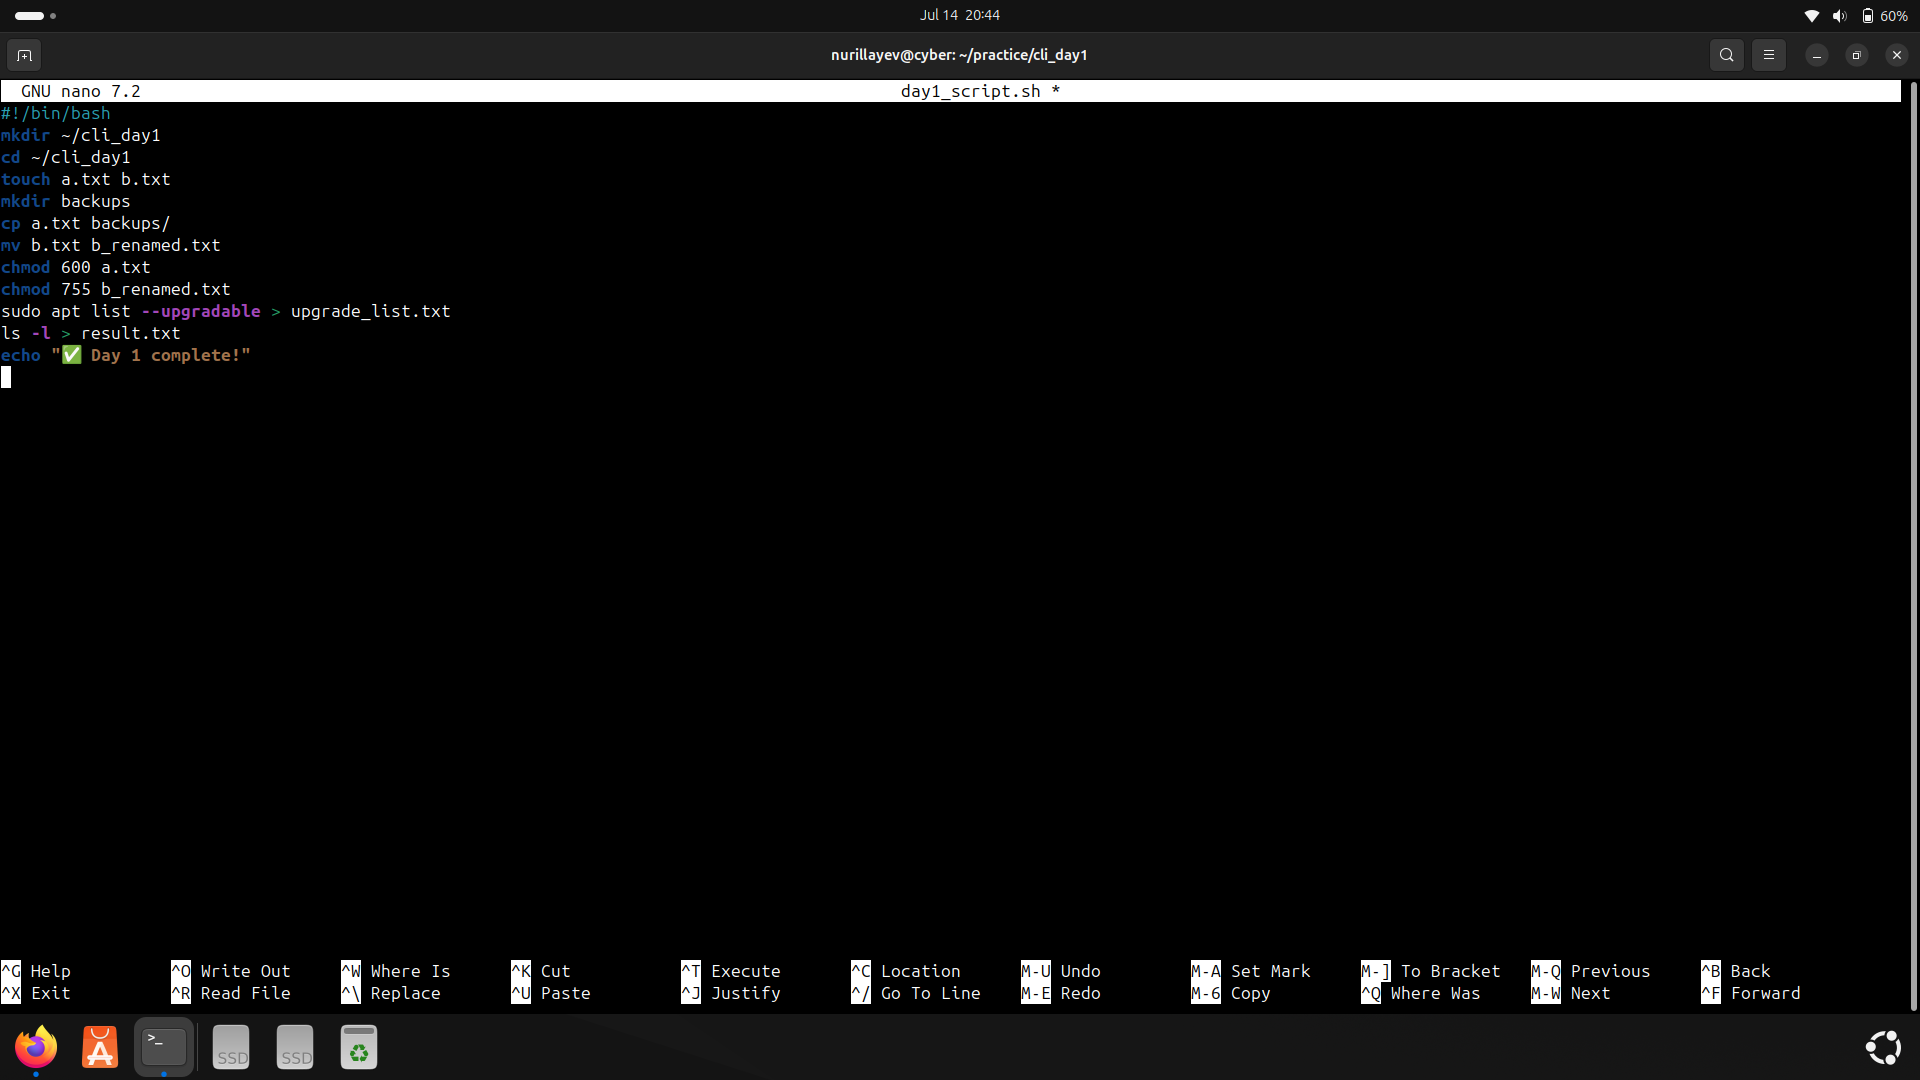 Jul 14 20:44
60%
nurillayev@cyber: ~/practice/cli_day1
GNU nano 7.2 day1_script.sh *
#!/bin/bash
mkdir ~/cli_day1
cd ~/cli_day1
touch a.txt b.txt
mkdir backups
cp a.txt backups/
mv b.txt b_renamed.txt
chmod 600 a.txt
chmod 755 b_renamed.txt
sudo apt list --upgradable > upgrade_list.txt
ls -l > result.txt
echo "✅ Day 1 complete!"
^G Help ^O Write Out ^W Where Is ^K Cut ^T Execute ^C Location M-U Undo M-A Set Mark M-] To Bracket M-Q Previous ^B Back
^X Exit ^R Read File ^\ Replace ^U Paste ^J Justify ^/ Go To Line M-E Redo M-6 Copy ^Q Where Was M-W Next ^F Forward
>_
SSD SSD